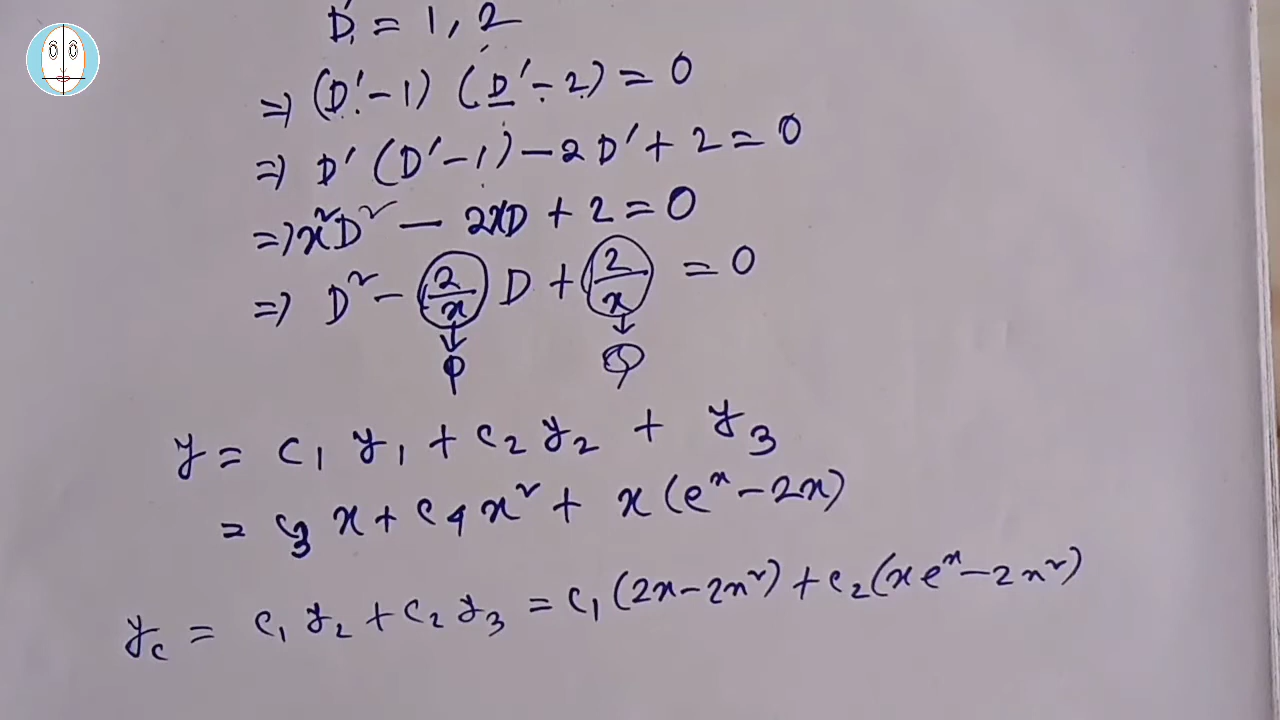 D' = 1, 2
⇒ (D' - 1) (D' - 2) = 0
⇒ D' (D' - 1) - 2D' + 2 = 0
⇒ x²D² - 2xD + 2 = 0
⇒ D² - (2/x) D + (2/x) = 0
↓ ↓
P Q
y = c₁ y₁ + c₂ y₂ + y₃
= c₃ x + c₄ x² + x (eˣ - 2x)
y_c = c₁ y₂ + c₂ y₃ = c₁ (2x - 2x²) + c₂ (x eˣ - 2x²)